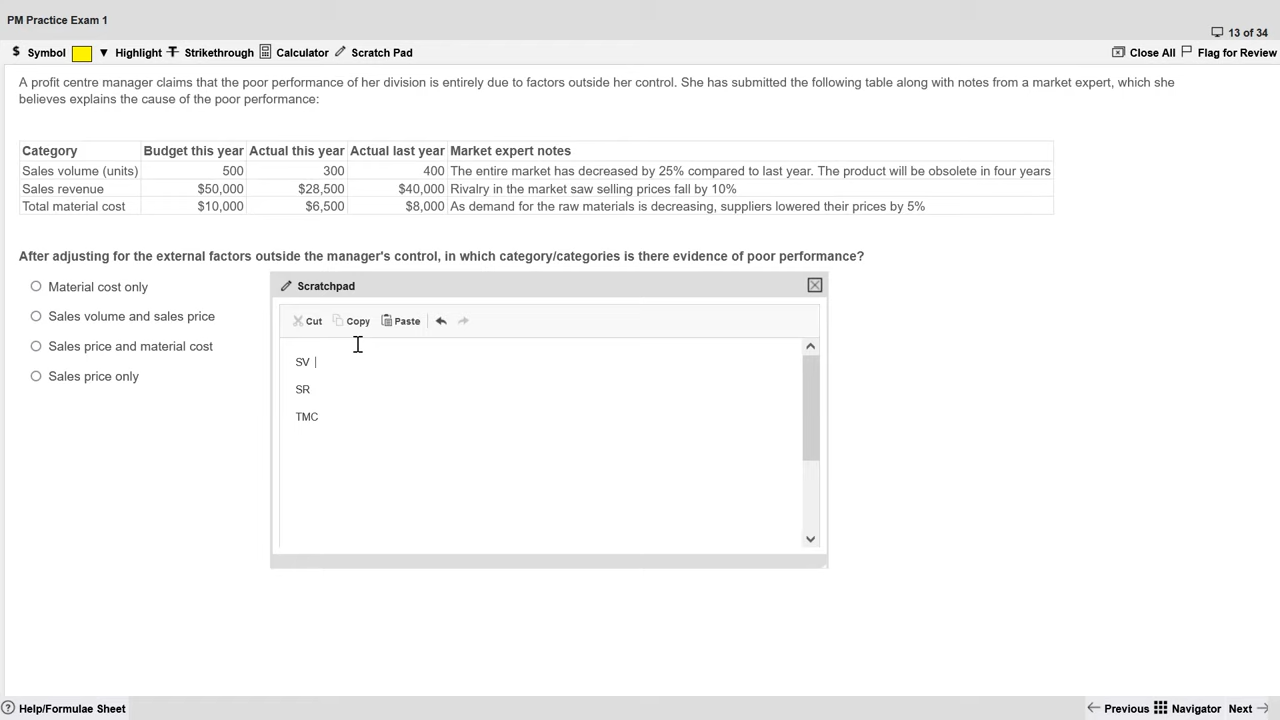 PM Practice Exam 1
13 of 34
$ Symbol Highlight Strikethrough Calculator Scratch Pad Close All Flag for Review
A profit centre manager claims that the poor performance of her division is entirely due to factors outside her control. She has submitted the following table along with notes from a market expert, which she
believes explains the cause of the poor performance:
Category Budget this year Actual this year Actual last year Market expert notes
Sales volume (units) 500 300 400 The entire market has decreased by 25% compared to last year. The product will be obsolete in four years
Sales revenue $50,000 $28,500 $40,000 Rivalry in the market saw selling prices fall by 10%
Total material cost $10,000 $6,500 $8,000 As demand for the raw materials is decreasing, suppliers lowered their prices by 5%
After adjusting for the external factors outside the manager's control, in which category/categories is there evidence of poor performance?
Material cost only
Sales volume and sales price
Sales price and material cost
Sales price only
Scratchpad
Cut Copy Paste
SV
SR
TMC
? Help/Formulae Sheet Previous Navigator Next